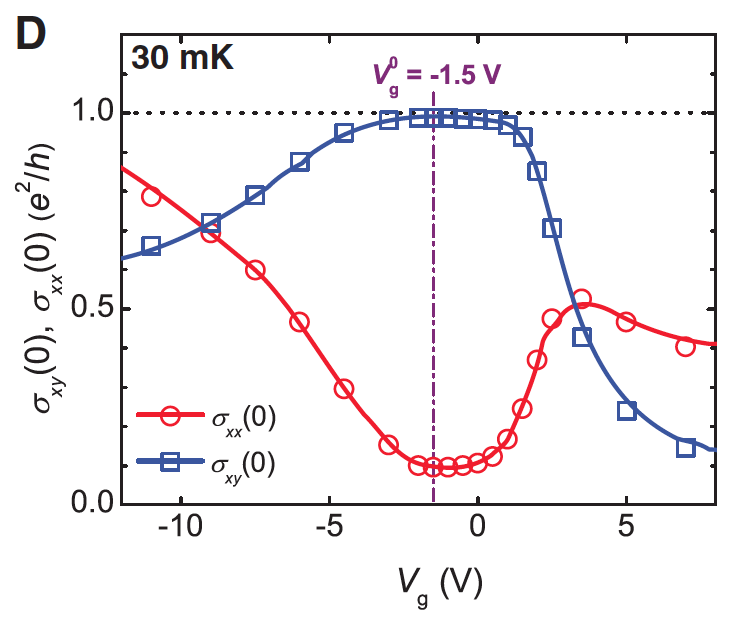 D
30 mK
V_g^0 = -1.5 V
1.0
0.5
0.0
σ_xy(0), σ_xx(0) (e²/h)
σ_xx(0)
σ_xy(0)
-10 -5 0 5
V_g (V)